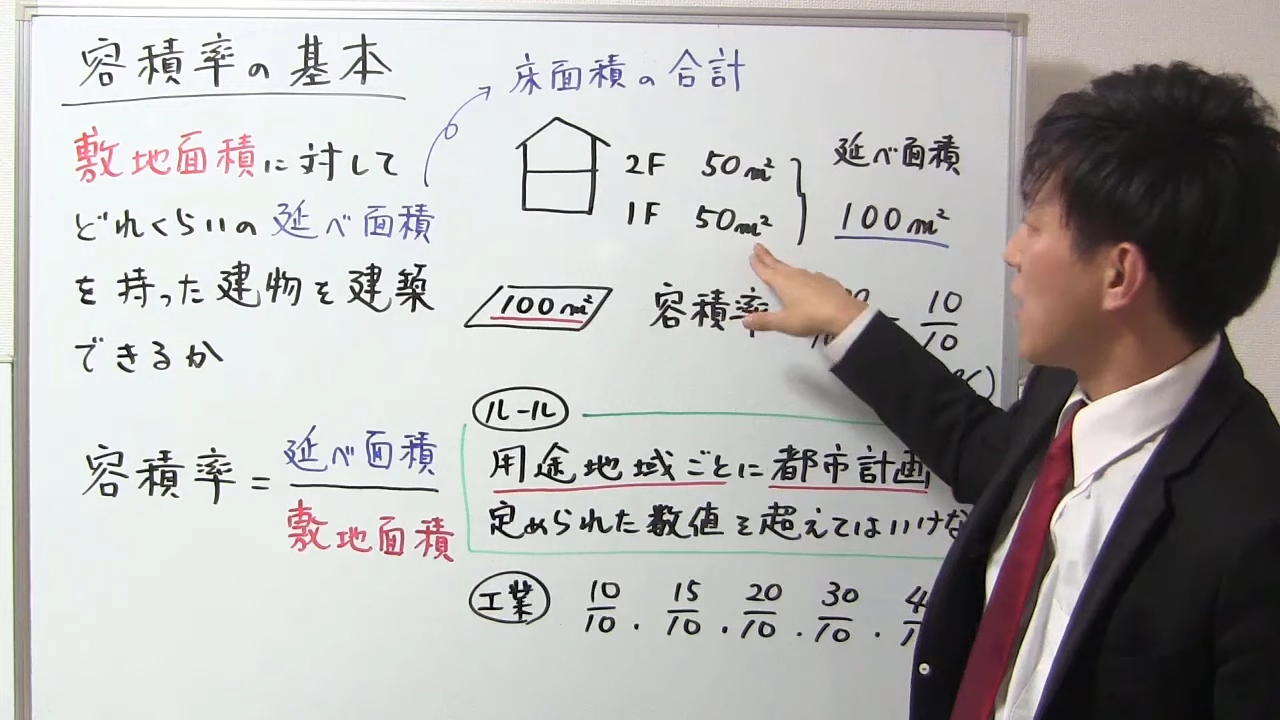 容積率の基本
敷地面積に対して
どれくらいの延べ面積
を持った建物を建築
できるか
容積率 = 延べ面積
敷地面積
床面積の合計
2F 50m²
1F 50m²
延べ面積
100m²
100m²
容積率
10
10
ルール
用途地域ごとに都市計画
定められた数値を超えてはいけな
工業
10/10 . 15/10 . 20/10 . 30/10 .